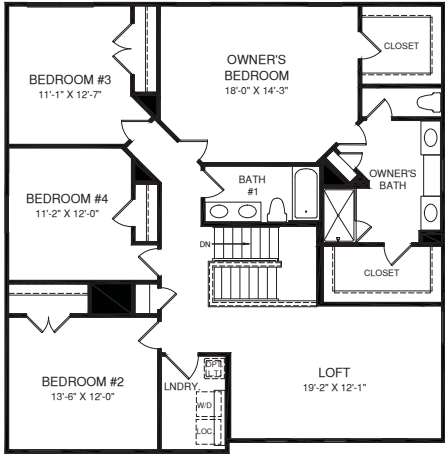 OWNER'S
BEDROOM
18'-0" X 14'-3"
CLOSET
BEDROOM #3
11'-1" X 12'-7"
BATH
#1
OWNER'S
BATH
BEDROOM #4
11'-2" X 12'-0"
DN
CLOSET
BEDROOM #2
13'-6" X 12'-0"
LNDRY.
OPT.
L.T.
W/D
LOC.
LOFT
19'-2" X 12'-1"